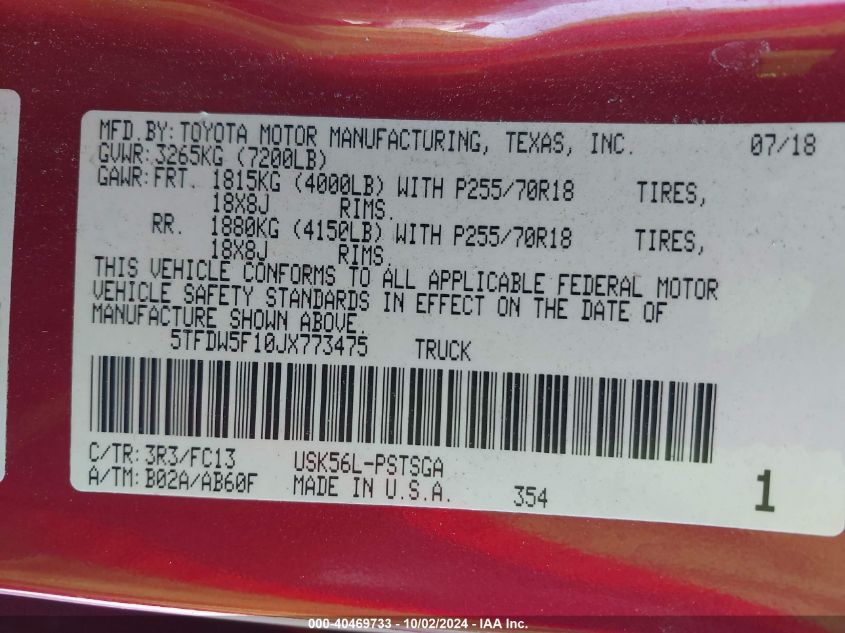 MFD.BY:TOYOTA MOTOR MANUFACTURING, TEXAS, INC. 07/18
GVWR:3265KG (7200LB)
GAWR:FRT. 1815KG (4000LB) WITH P255/70R18 TIRES,
18X8J RIMS.
RR. 1880KG (4150LB) WITH P255/70R18 TIRES,
18X8J RIMS.
THIS VEHICLE CONFORMS TO ALL APPLICABLE FEDERAL MOTOR
VEHICLE SAFETY STANDARDS IN EFFECT ON THE DATE OF
MANUFACTURE SHOWN ABOVE.
5TFDW5F10JX773475 TRUCK
C/TR:3R3/FC13 USK56L-PSTSGA
A/TM:B02A/AB60F MADE IN U.S.A. 354 1
000-40469733 - 10/02/2024 - IAA Inc.